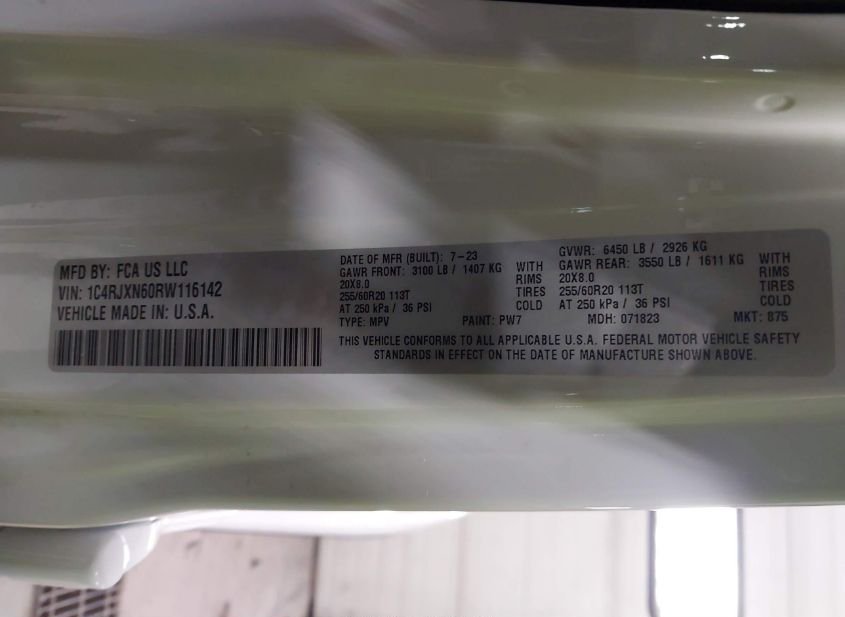 MFD BY: FCA US LLC
VIN: 1C4RJXN60RW116142
VEHICLE MADE IN: U.S.A.
DATE OF MFR (BUILT): 7-23
GVWR: 6450 LB / 2926 KG
GAWR FRONT: 3100 LB / 1407 KG WITH
20X8.0 RIMS
255/60R20 113T TIRES
AT 250 kPa / 36 PSI COLD
GAWR REAR: 3550 LB / 1611 KG WITH
20X8.0 RIMS
255/60R20 113T TIRES
AT 250 kPa / 36 PSI COLD
TYPE: MPV PAINT: PW7 MDH: 071823 MKT: 875
THIS VEHICLE CONFORMS TO ALL APPLICABLE U.S.A. FEDERAL MOTOR VEHICLE SAFETY
STANDARDS IN EFFECT ON THE DATE OF MANUFACTURE SHOWN ABOVE.